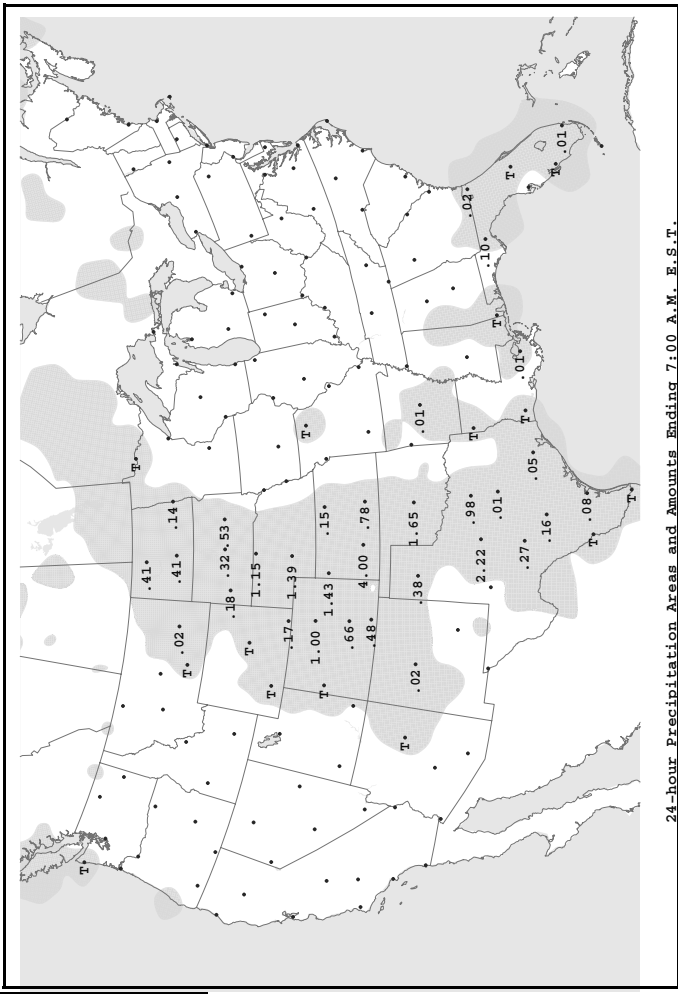 T
T
.41
.14
.41
.02
T
.32 .53
.18
T
1.15
T
.17
1.39
T
1.00
T
.15
1.43
.66
4.00
.78
.48
T
1.65
.02
.38
.01
.02
.98
T
2.22
.10
T
.01
T
.01
T
.27
.05
.16
T
.01
.08
T
T
24-hour Precipitation Areas and Amounts Ending 7:00 A.M. E.S.T.